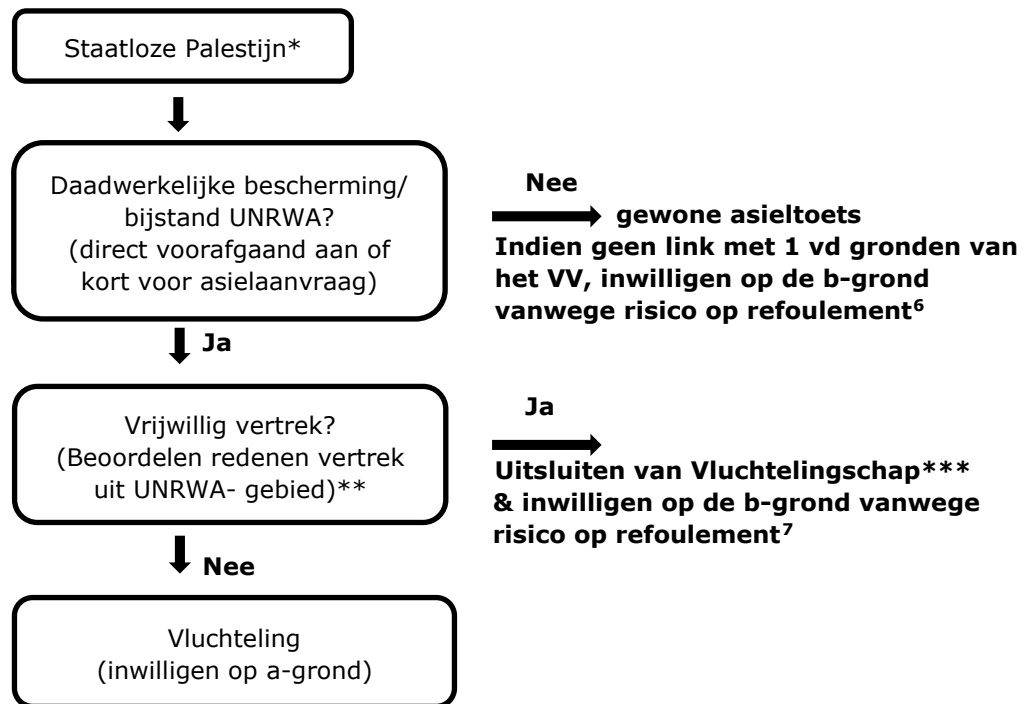 Staatloze Palestijn*
Daadwerkelijke bescherming/
bijstand UNRWA?
(direct voorafgaand aan of
kort voor asielaanvraag)
Nee
gewone asieltoets
Indien geen link met 1 vd gronden van
het VV, inwilligen op de b-grond
vanwege risico op refoulement⁶
Ja
Vrijwillig vertrek?
(Beoordelen redenen vertrek
uit UNRWA- gebied)**
Ja
Uitsluiten van Vluchtelingschap***
& inwilligen op de b-grond vanwege
risico op refoulement⁷
Nee
Vluchteling
(inwilligen op a-grond)